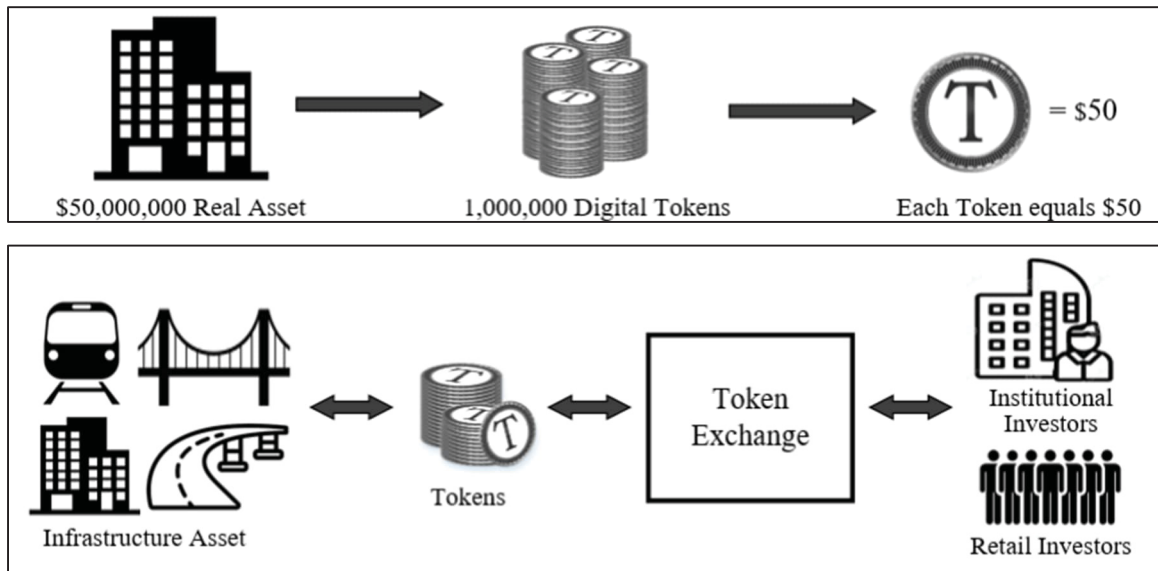 T
T
T
T
T
= $50
$50,000,000 Real Asset
1,000,000 Digital Tokens
Each Token equals $50
T
T
T
Tokens
Infrastructure Asset
Token
Exchange
Institutional
Investors
Retail Investors